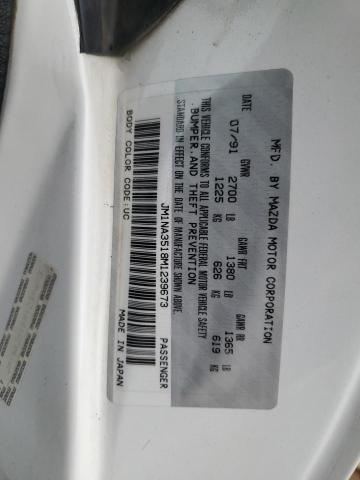 MFD. BY MAZDA MOTOR CORPORATION
DATE GVWR GAWR FRT GAWR RR
07/91 2700 LB 1380 LB 1365 LB
1225 KG 626 KG 619 KG
THIS VEHICLE CONFORMS TO ALL APPLICABLE FEDERAL MOTOR VEHICLE SAFETY
BUMPER, AND THEFT PREVENTION
STANDARDS IN EFFECT ON THE DATE OF MANUFACTURE SHOWN ABOVE.
JM1NA3518M1239673 PASSENGER
BODY COLOR CODE:UC MADE IN JAPAN